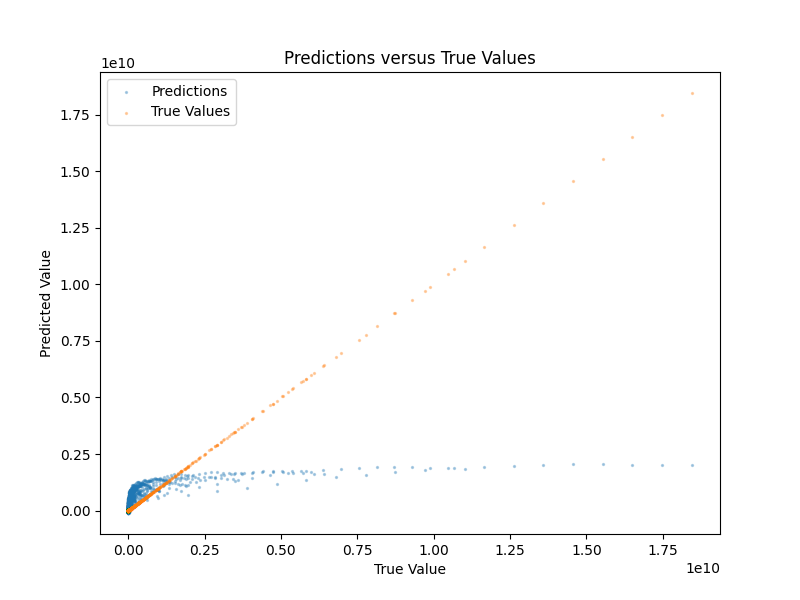 Predictions versus True Values
1e10
Predictions
True Values
1.75
1.50
1.25
1.00
0.75
0.50
0.25
0.00
Predicted Value
0.00 0.25 0.50 0.75 1.00 1.25 1.50 1.75
True Value
1e10